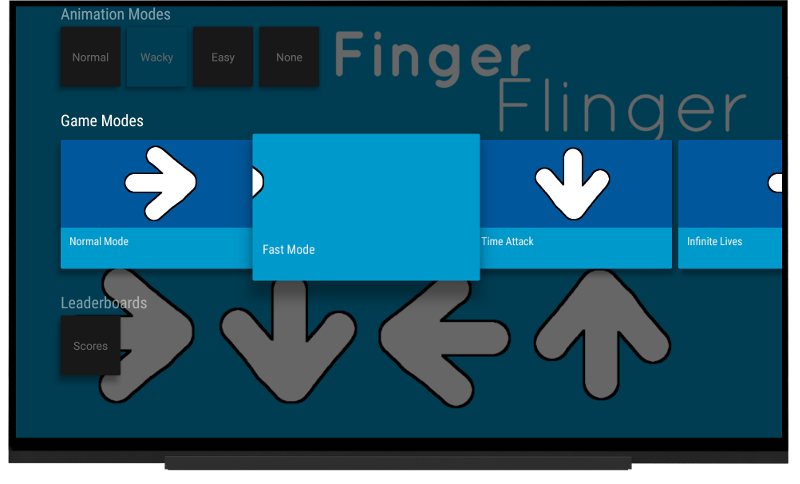 Animation Modes
Normal
Wacky
Easy
None
Finger
Flinger
Game Modes
Normal Mode
Fast Mode
Time Attack
Infinite Lives
Leaderboards
Scores